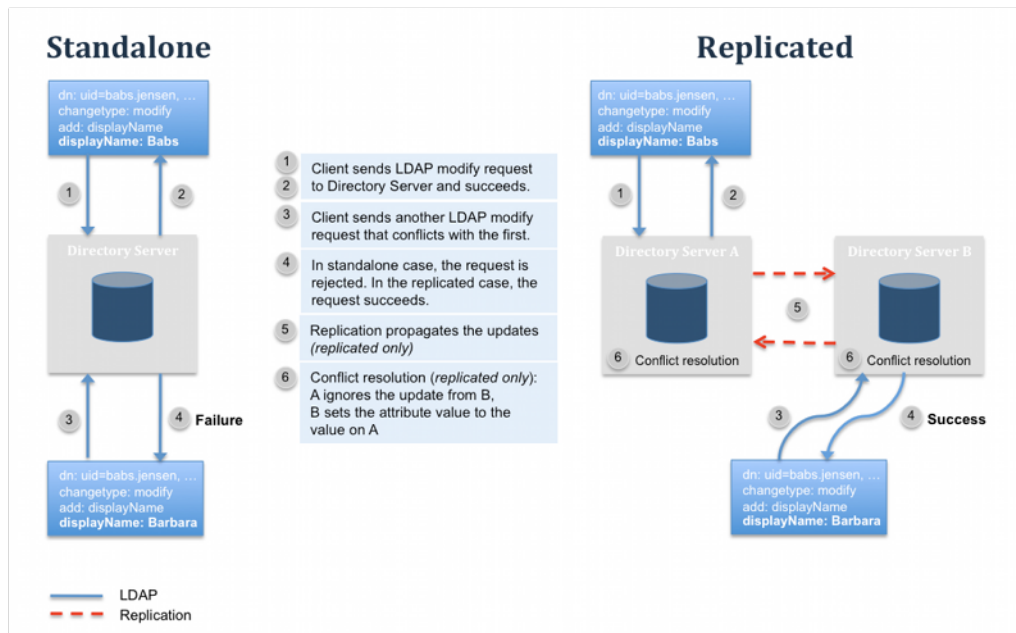 Standalone
Replicated
dn: uid=babs.jensen, ...
changetype: modify
add: displayName
displayName: Babs
1
2
Directory Server
3
4 Failure
dn: uid=babs.jensen, ...
changetype: modify
add: displayName
displayName: Barbara
1
2
Client sends LDAP modify request
to Directory Server and succeeds.
3
Client sends another LDAP modify
request that conflicts with the first.
4
In standalone case, the request is
rejected. In the replicated case, the
request succeeds.
5
Replication propagates the updates
(replicated only)
6
Conflict resolution (replicated only):
A ignores the update from B,
B sets the attribute value to the
value on A
dn: uid=babs.jensen, ...
changetype: modify
add: displayName
displayName: Babs
1
2
Directory Server A
Directory Server B
5
6 Conflict resolution
6 Conflict resolution
3
4 Success
dn: uid=babs.jensen, ...
changetype: modify
add: displayName
displayName: Barbara
LDAP
Replication